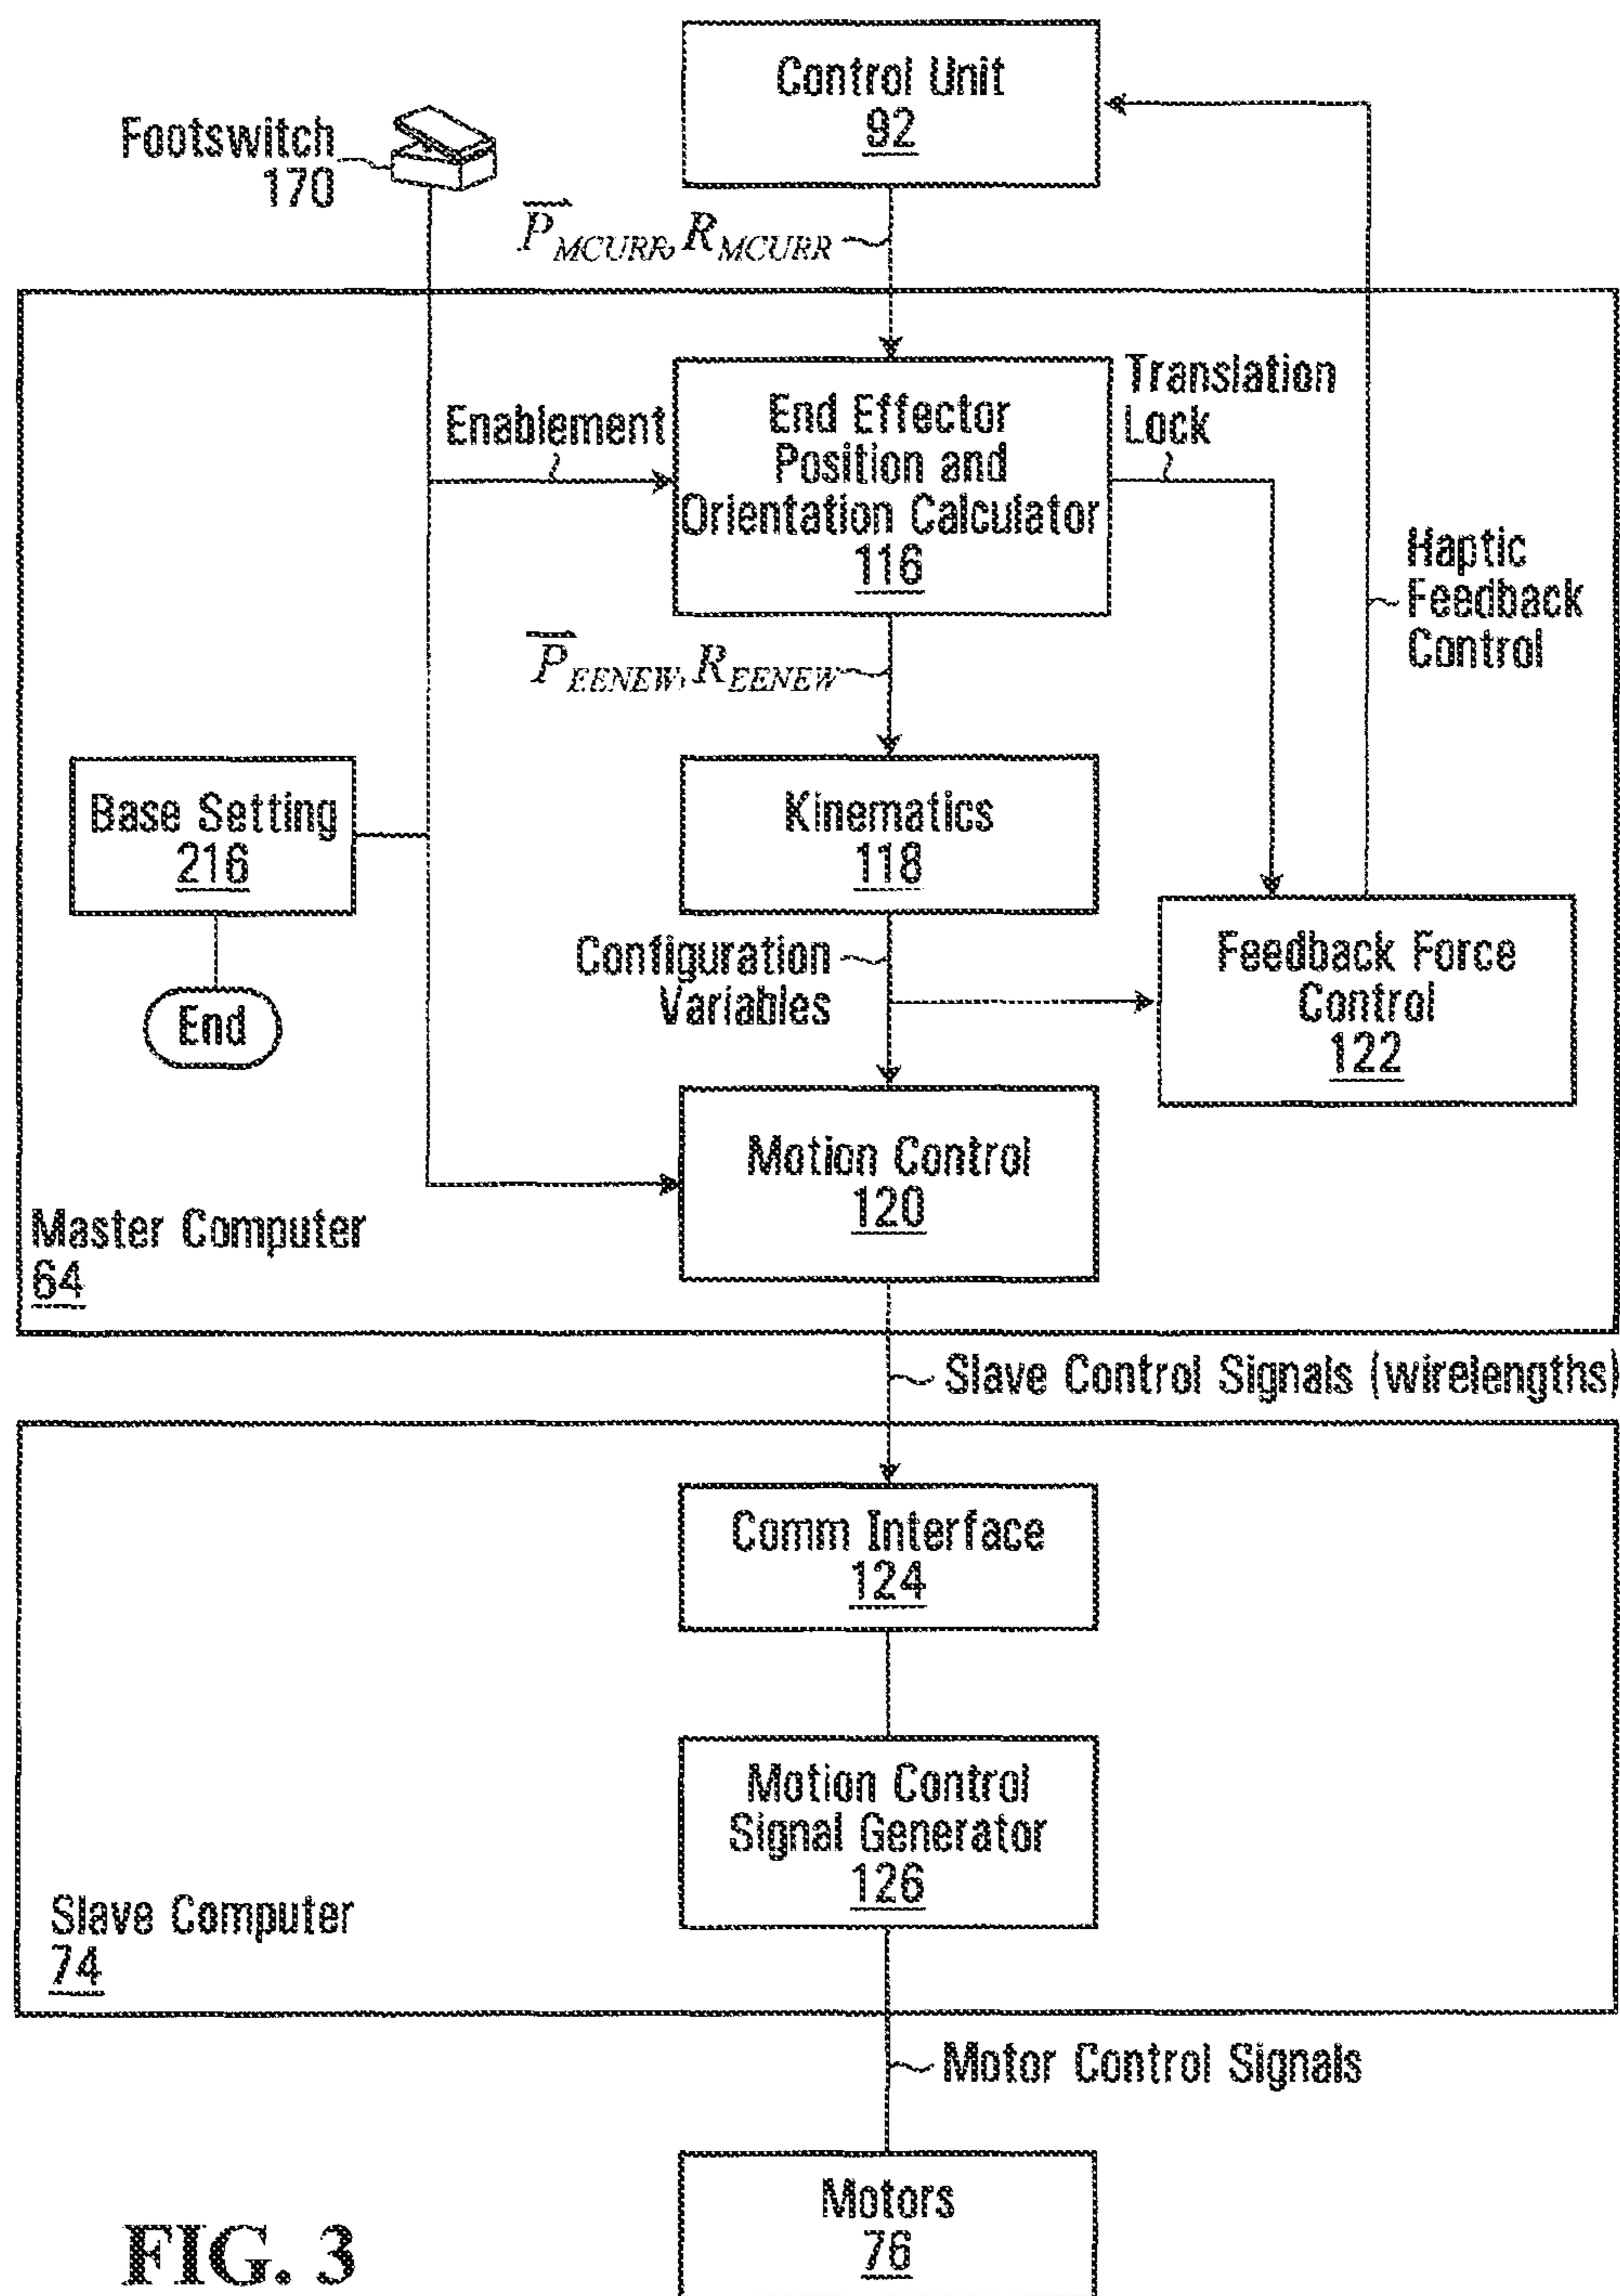 Control Unit
92
Footswitch
170
P⃗MCURR, RMCURR
End Effector
Position and
Orientation Calculator
116
Enablement
Translation
Lock
Haptic
Feedback
Control
P⃗EENEW, REENEW
Base Setting
216
End
Kinematics
118
Configuration
Variables
Feedback Force
Control
122
Motion Control
120
Master Computer
64
Slave Control Signals (wirelengths)
Comm Interface
124
Motion Control
Signal Generator
126
Slave Computer
74
Motor Control Signals
Motors
76
FIG. 3